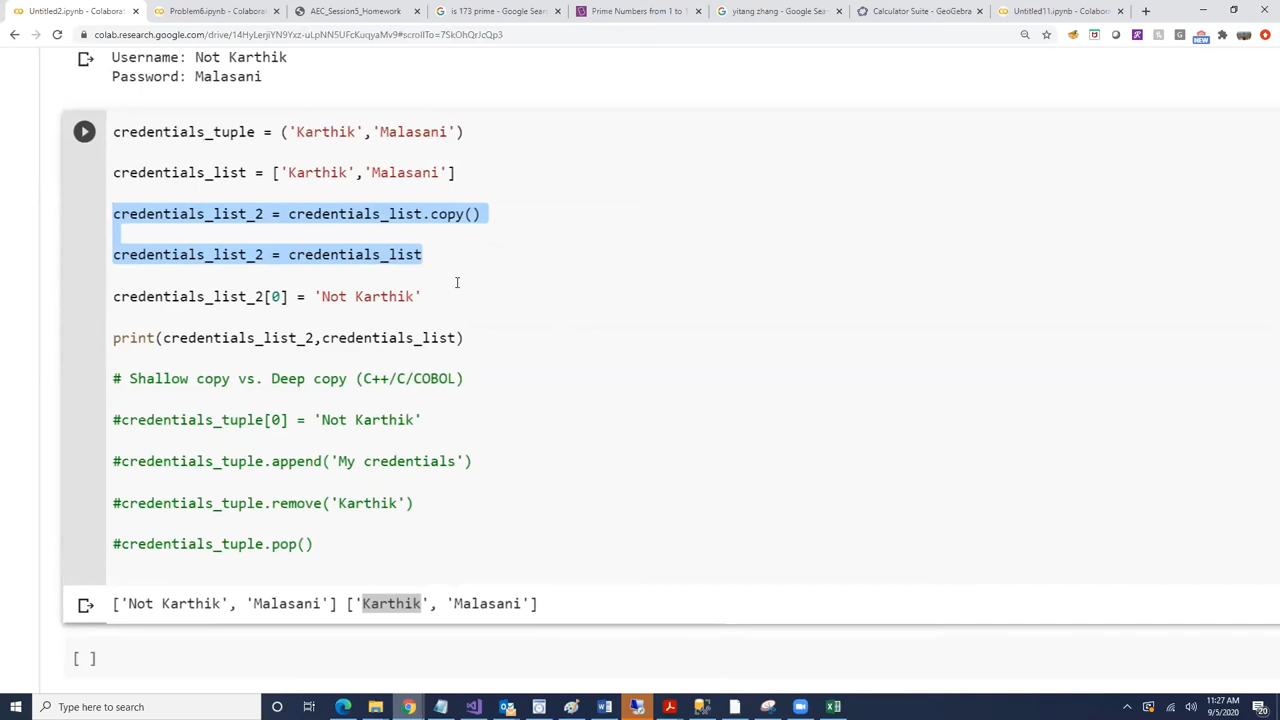 Untitled2.ipynb - Colaborat
Problem6.ipynb - Colaborat
AEC_Session5_Homework
is 173 prime - Google Sear
Prime Numbers from 1 to 1
yitang zhang - Google Sear
Calculator Suite - GeoGebra
Untitled11.ipynb - Colabora
colab.research.google.com/drive/14HyLerjiYN9Yxz-uLpNN5UFcKuqyaMv9#scrollTo=7SkOhQrJcQp3
Username: Not Karthik
Password: Malasani
credentials_tuple = ('Karthik','Malasani')
credentials_list = ['Karthik','Malasani']
credentials_list_2 = credentials_list.copy()
credentials_list_2 = credentials_list
credentials_list_2[0] = 'Not Karthik'
print(credentials_list_2,credentials_list)
# Shallow copy vs. Deep copy (C++/C/COBOL)
#credentials_tuple[0] = 'Not Karthik'
#credentials_tuple.append('My credentials')
#credentials_tuple.remove('Karthik')
#credentials_tuple.pop()
['Not Karthik', 'Malasani'] ['Karthik', 'Malasani']
[ ]
Type here to search
11:27 AM
9/5/2020